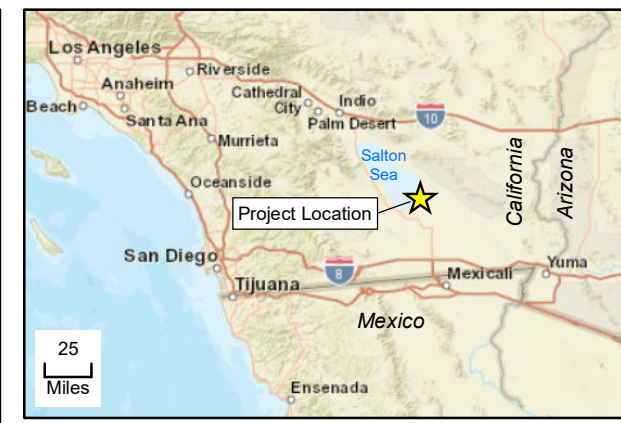 Los Angeles
Riverside
Anaheim
Cathedral
City
Indio
Beach
Santa Ana
Palm Desert
10
Murrieta
Salton
Sea
California
Arizona
Oceanside
Project Location
San Diego
8
Yuma
Mexicali
Tijuana
Mexico
25
Miles
Ensenada